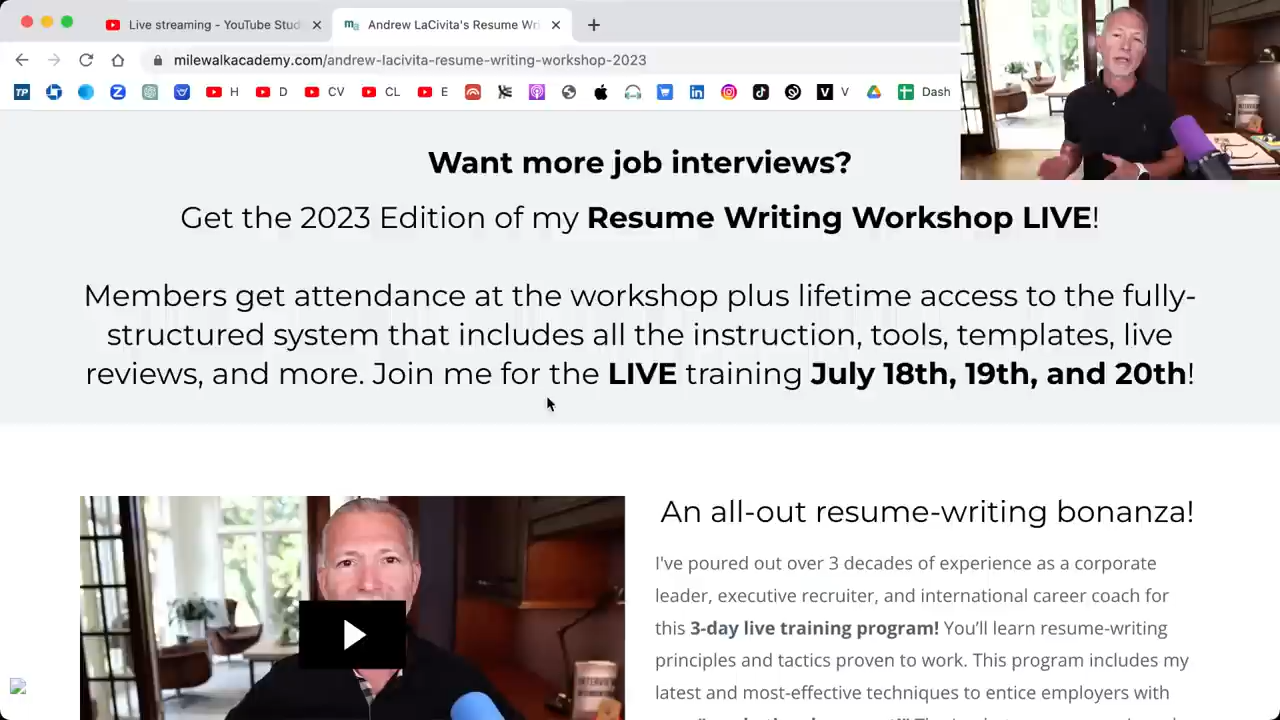 Live streaming - YouTube Stud
Andrew LaCivita's Resume Wri
milewalkacademy.com/andrew-lacivita-resume-writing-workshop-2023
H D CV CL E V Dash
Want more job interviews?
Get the 2023 Edition of my Resume Writing Workshop LIVE!
Members get attendance at the workshop plus lifetime access to the fully-
structured system that includes all the instruction, tools, templates, live
reviews, and more. Join me for the LIVE training July 18th, 19th, and 20th!
An all-out resume-writing bonanza!
I've poured out over 3 decades of experience as a corporate
leader, executive recruiter, and international career coach for
this 3-day live training program! You'll learn resume-writing
principles and tactics proven to work. This program includes my
latest and most-effective techniques to entice employers with